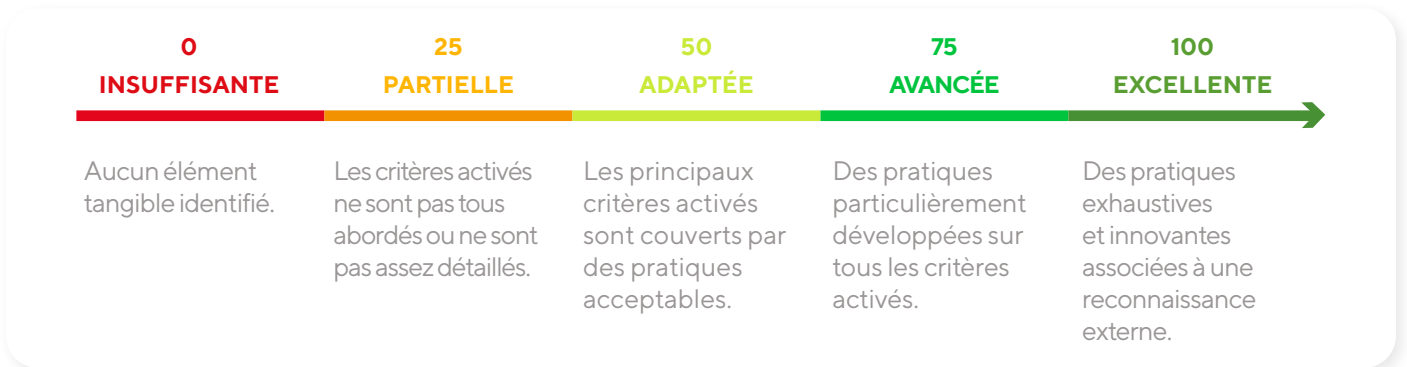 0
INSUFFISANTE
Aucun élément
tangible identifié.
25
PARTIELLE
Les critères activés
ne sont pas tous
abordés ou ne sont
pas assez détaillés.
50
ADAPTÉE
Les principaux
critères activés
sont couverts par
des pratiques
acceptables.
75
AVANCÉE
Des pratiques
particulièrement
développées sur
tous les critères
activés.
100
EXCELLENTE
Des pratiques
exhaustives
et innovantes
associées à une
reconnaissance
externe.